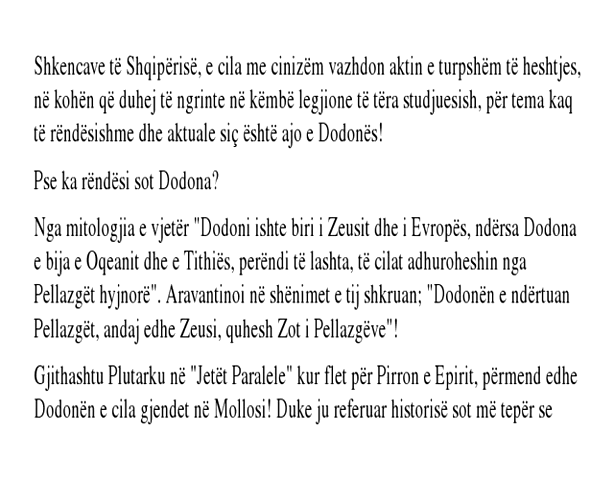 Shkencave të Shqipërisë, e cila me cinizëm vazhdon aktin e turpshëm të heshtjes,
në kohën që duhej të ngrinte në këmbë legjione të tëra studjuesish, për tema kaq
të rëndësishme dhe aktuale siç është ajo e Dodonës!
Pse ka rëndësi sot Dodona?
Nga mitologjia e vjetër "Dodoni ishte biri i Zeusit dhe i Evropës, ndërsa Dodona
e bija e Oqeanit dhe e Tithiës, perëndi të lashta, të cilat adhuroheshin nga
Pellazgët hyjnorë". Aravantinoi në shënimet e tij shkruan; "Dodonën e ndërtuan
Pellazgët, andaj edhe Zeusi, quhesh Zot i Pellazgëve"!
Gjithashtu Plutarku në "Jetët Paralele" kur flet për Pirron e Epirit, përmend edhe
Dodonën e cila gjendet në Mollosi! Duke ju referuar historisë sot më tepër se